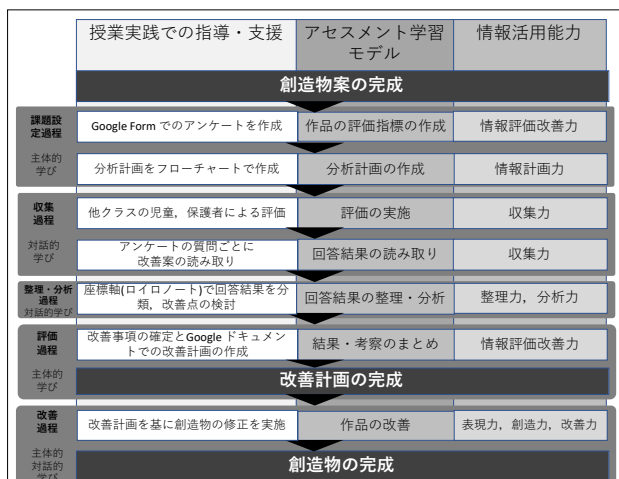 授業実践での指導・支援
アセスメント学習
モデル
情報活用能力
創造物案の完成
課題設
定過程
主体的
学び
Google Form でのアンケートを作成
作品の評価指標の作成
情報評価改善力
分析計画をフローチャートで作成
分析計画の作成
情報計画力
収集
過程
対話的
学び
他クラスの児童，保護者による評価
評価の実施
収集力
アンケートの質問ごとに
改善案の読み取り
回答結果の読み取り
収集力
整理・分析
過程
対話的学び
座標軸(ロイロノート)で回答結果を分
類，改善点の検討
回答結果の整理・分析
整理力，分析力
評価
過程
主体的
学び
改善事項の確定とGoogle ドキュメン
トでの改善計画の作成
結果・考察のまとめ
情報評価改善力
改善計画の完成
改善
過程
主体的
対話的
学び
改善計画を基に創造物の修正を実施
作品の改善
表現力，創造力，改善力
創造物の完成